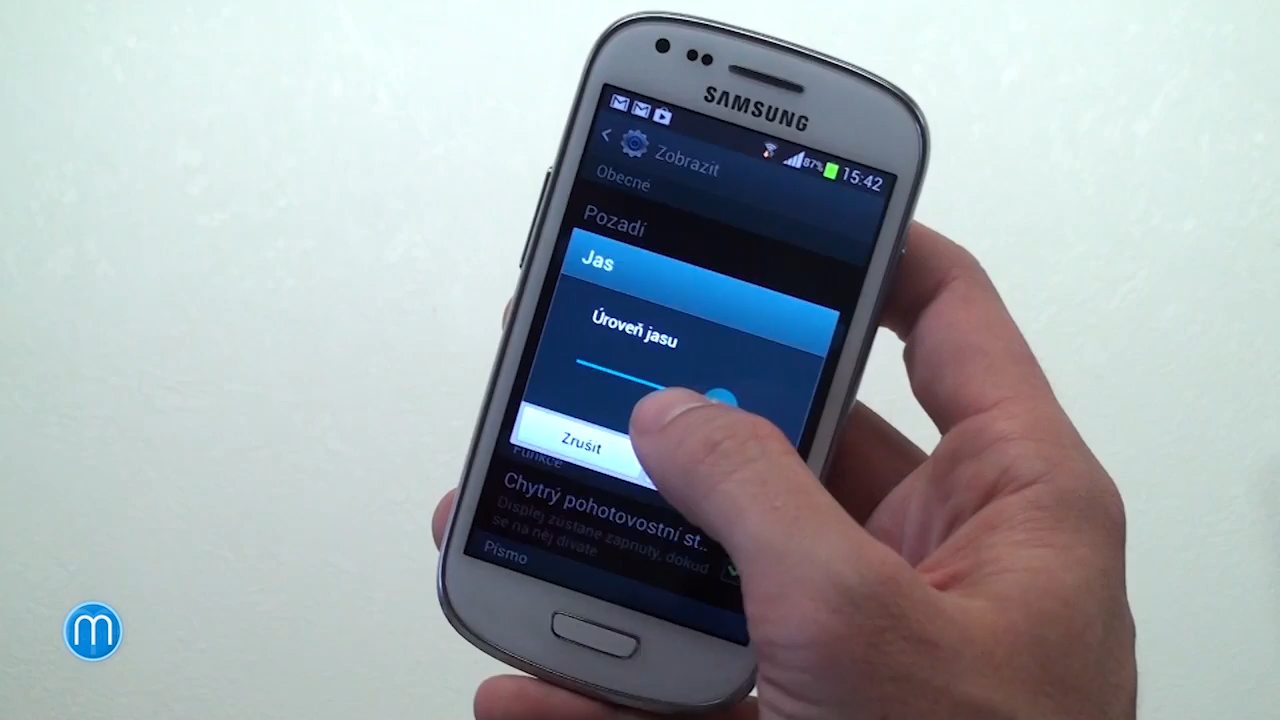 SAMSUNG
87% 15:42
Zobrazit
Obecné
Pozadí
Jas
Úroveň jasu
Zrušit
Funkce
Chytrý pohotovostní st..
Displej zůstane zapnutý, dokud
se na něj díváte
Písmo
m